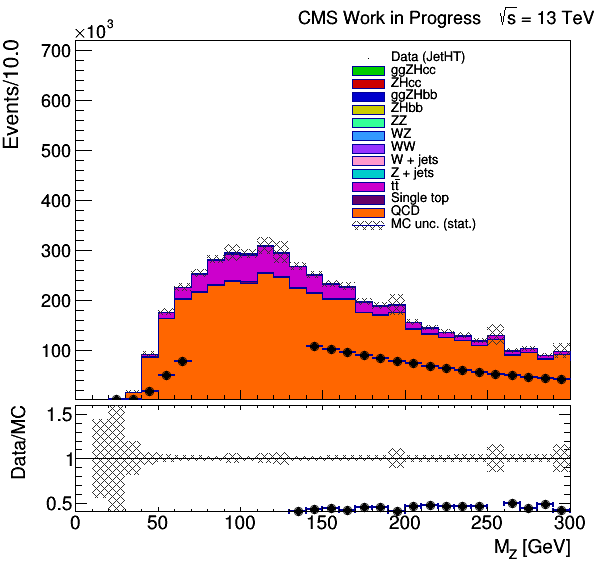 CMS Work in Progress √s = 13 TeV
×10³
Events/10.0
700
600
500
400
300
200
100
Data (JetHT)
ggZHcc
ZHcc
ggZHbb
ZHbb
ZZ
WZ
WW
W + jets
Z + jets
tt̄
Single top
QCD
MC unc. (stat.)
Data/MC
1.5
1
0.5
0 50 100 150 200 250 300
M_Z [GeV]